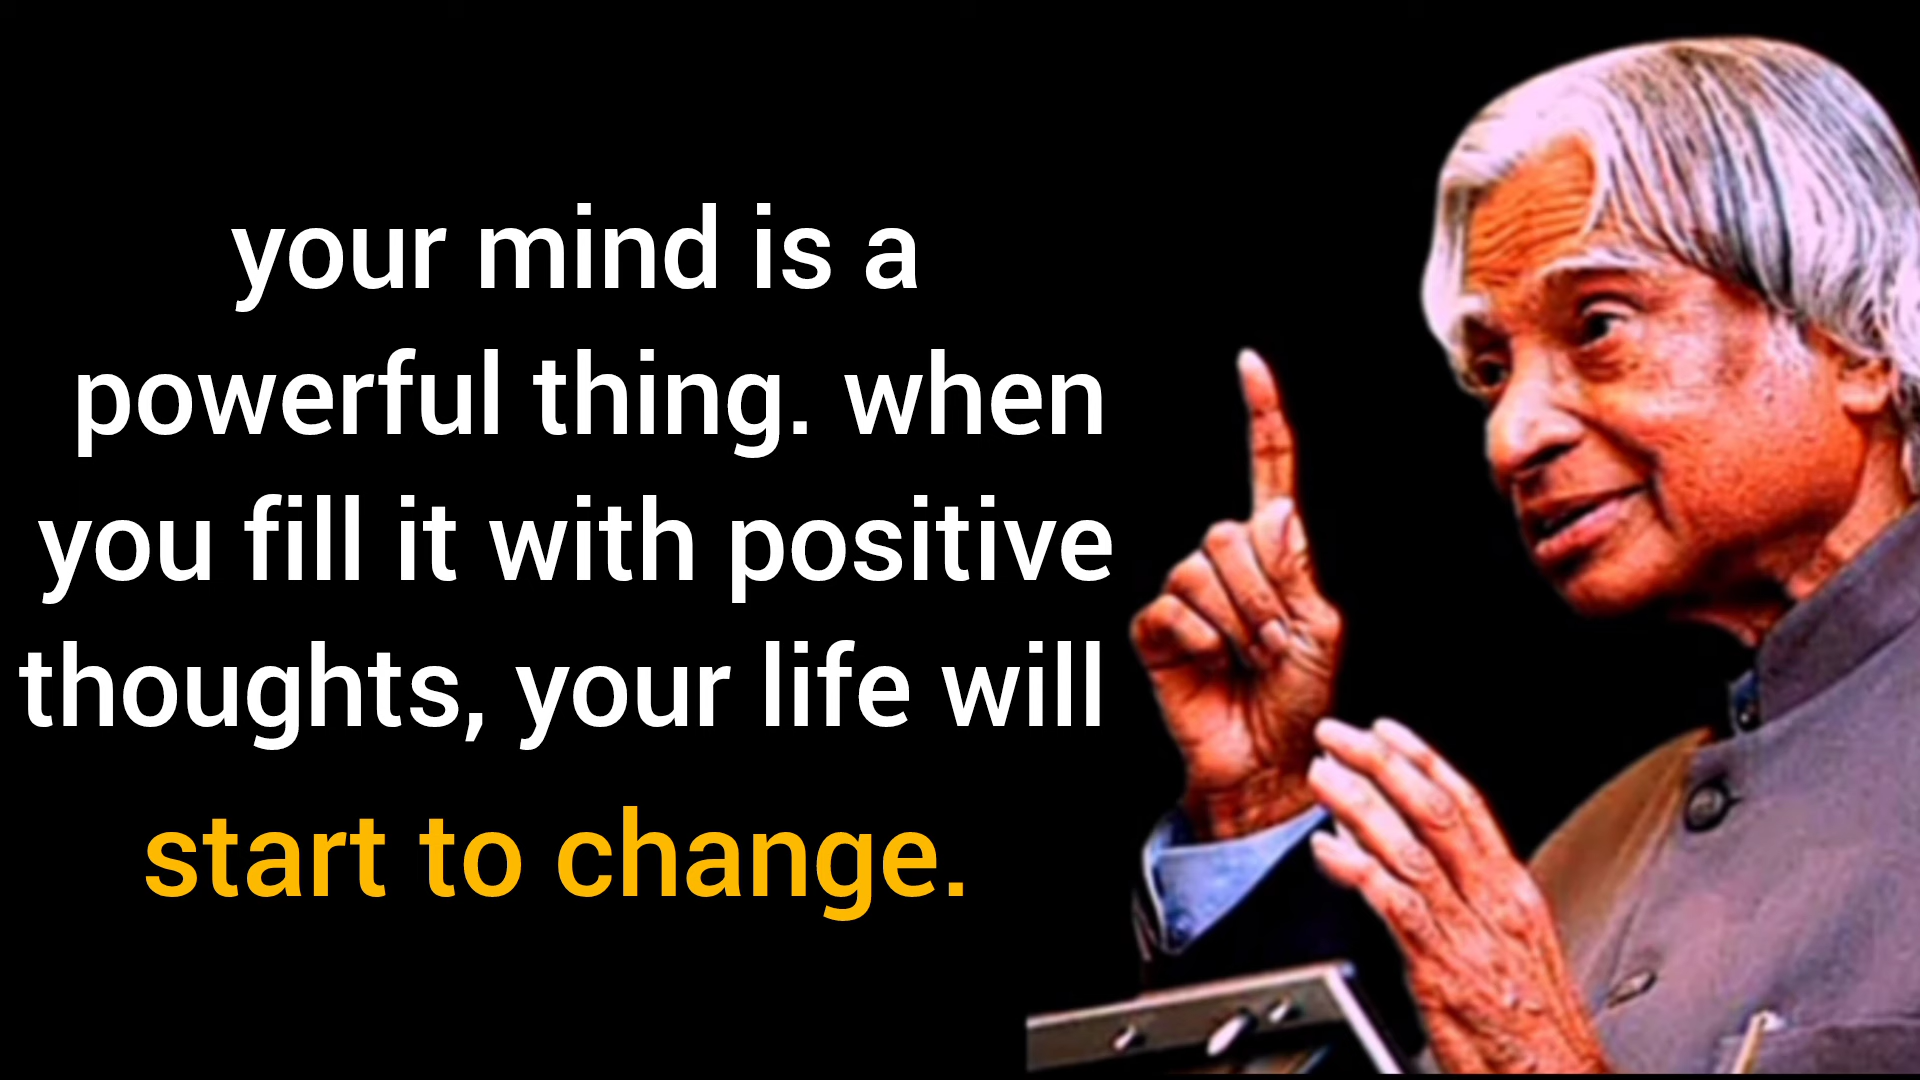 your mind is a
powerful thing. when
you fill it with positive
thoughts, your life will
start to change.